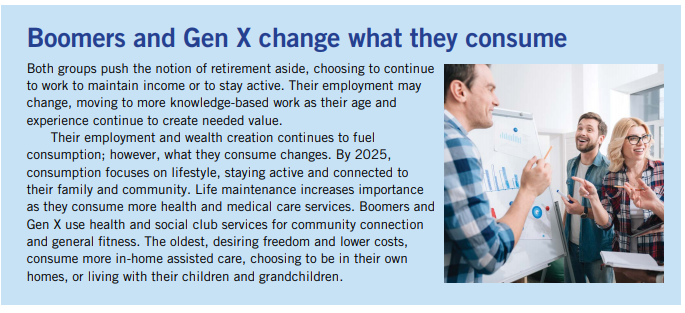 Boomers and Gen X change what they consume
Both groups push the notion of retirement aside, choosing to continue
to work to maintain income or to stay active. Their employment may
change, moving to more knowledge-based work as their age and
experience continue to create needed value.
Their employment and wealth creation continues to fuel
consumption; however, what they consume changes. By 2025,
consumption focuses on lifestyle, staying active and connected to
their family and community. Life maintenance increases importance
as they consume more health and medical care services. Boomers and
Gen X use health and social club services for community connection
and general fitness. The oldest, desiring freedom and lower costs,
consume more in-home assisted care, choosing to be in their own
homes, or living with their children and grandchildren.